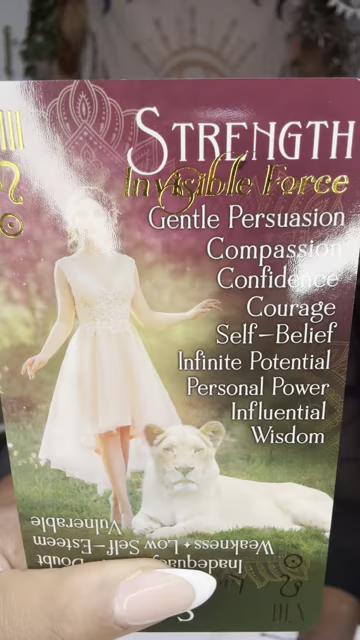 STRENGTH
Invisible Force
Gentle Persuasion
Compassion
Confidence
Courage
Self-Belief
Infinite Potential
Personal Power
Influential
Wisdom
Vulnerable
Weakness • Low Self-Esteem
Inadequacy Doubt
S